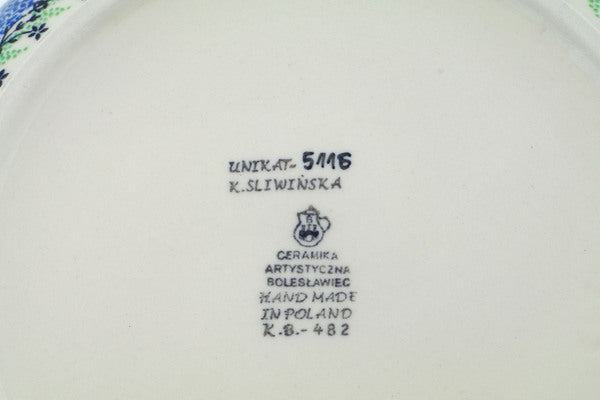 UNIKAT-5116
K.SLIWIŃSKA
CERAMIKA
ARTYSTYCZNA
BOLESŁAWIEC
HAND MADE
IN POLAND
K.B.-482